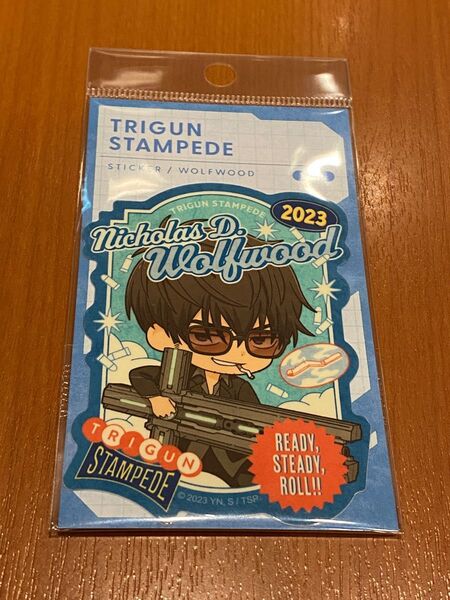 TRIGUN
STAMPEDE
STICKER / WOLFWOOD
TRIGUN STAMPEDE
2023
Nicholas D.
Wolfwood
READY,
STEADY,
ROLL!!
TRIGUN
STAMPEDE
© 2023 YN, S / TSP